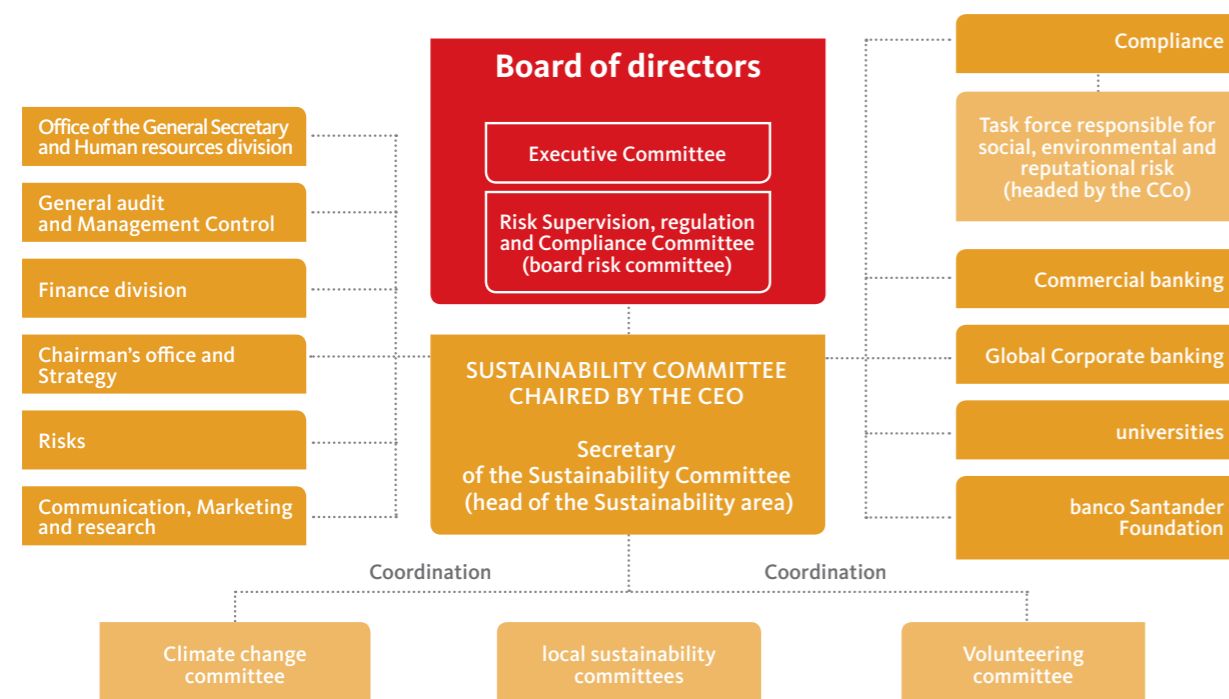 Board of directors
Executive Committee
Risk Supervision, regulation
and Compliance Committee
(board risk committee)
Office of the General Secretary
and Human resources division
General audit
and Management Control
Finance division
Chairman's office and
Strategy
Risks
Communication, Marketing
and research
SUSTAINABILITY COMMITTEE
CHAIRED BY THE CEO
Secretary
of the Sustainability Committee
(head of the Sustainability area)
Compliance
Task force responsible for
social, environmental and
reputational risk
(headed by the CCo)
Commercial banking
Global Corporate banking
universities
banco Santander
Foundation
Coordination
Coordination
Climate change
committee
local sustainability
committees
Volunteering
committee